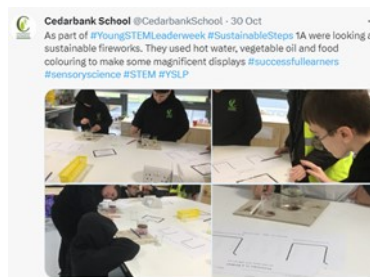 Cedarbank School @CedarbankSchool · 30 Oct
As part of #YoungSTEMLeaderweek #SustainableSteps 1A were looking a
sustainable fireworks. They used hot water, vegetable oil and food
colouring to make some magnificent displays #successfullearners
#sensoryscience #STEM #YSLP